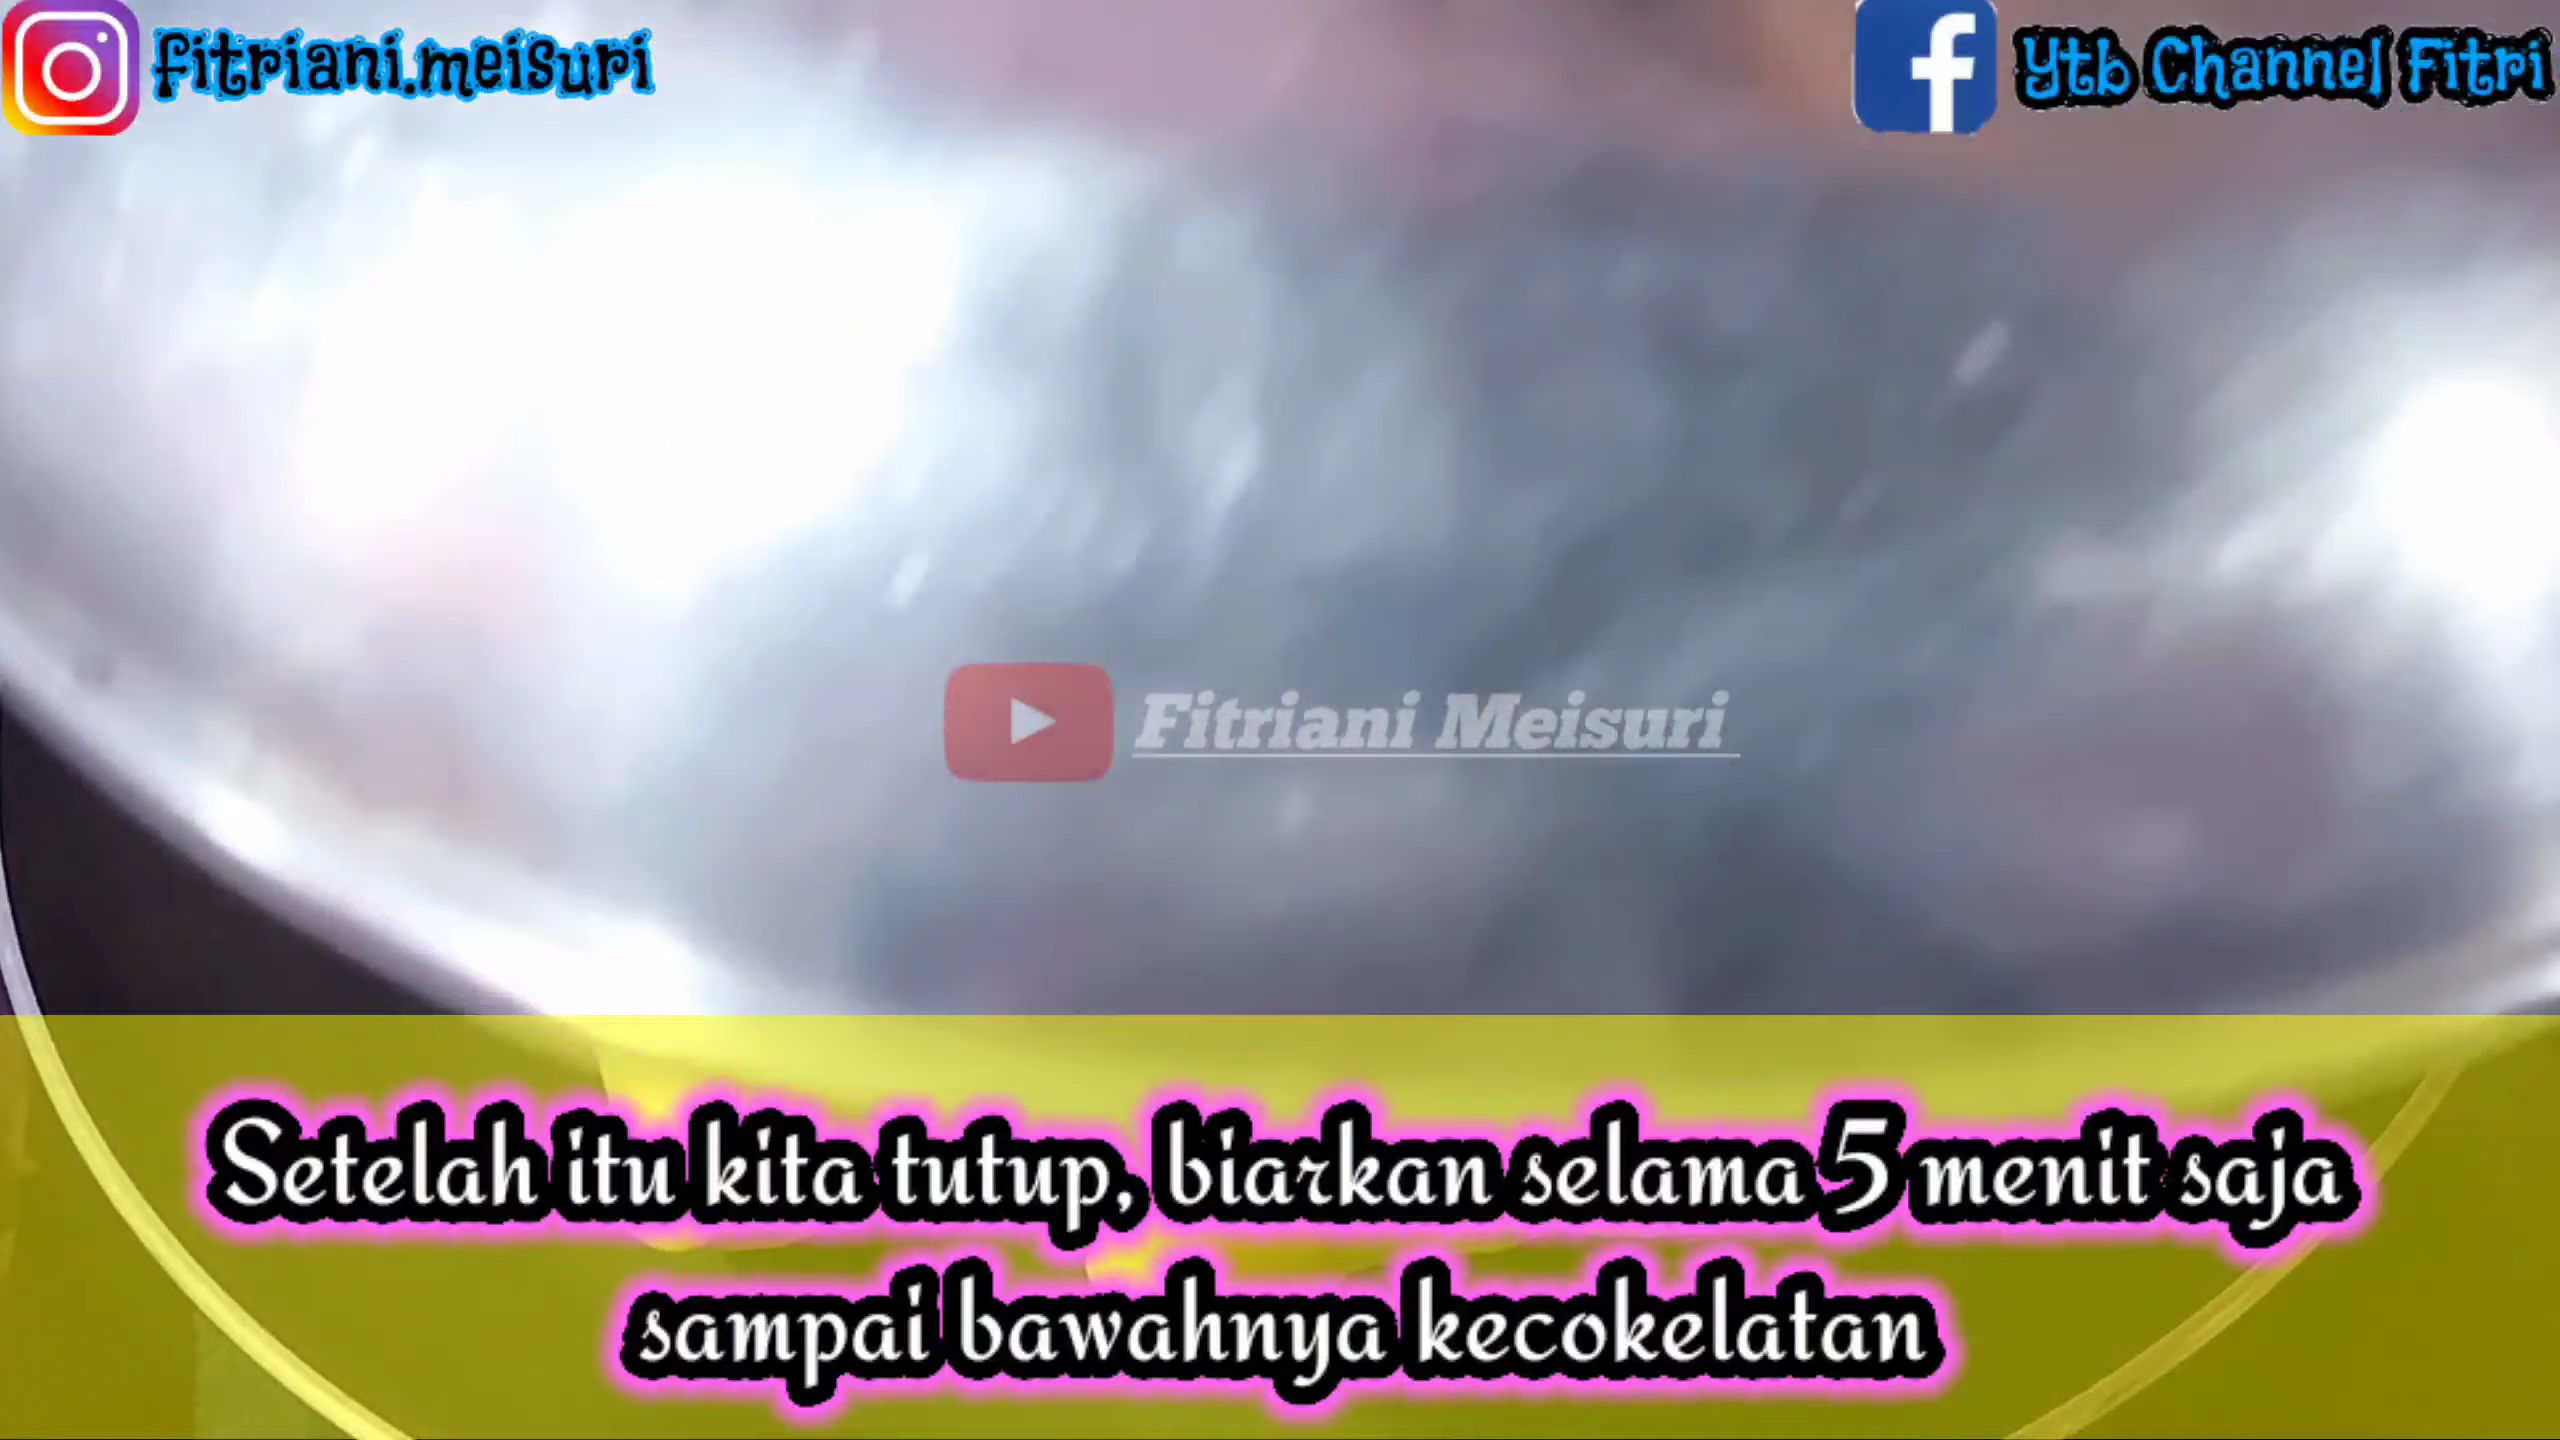 fitriani.meisuri
Ytb Channel Fitri
Fitriani Meisuri
Setelah itu kita tutup, biarkan selama 5 menit saja
sampai bawahnya kecokelatan